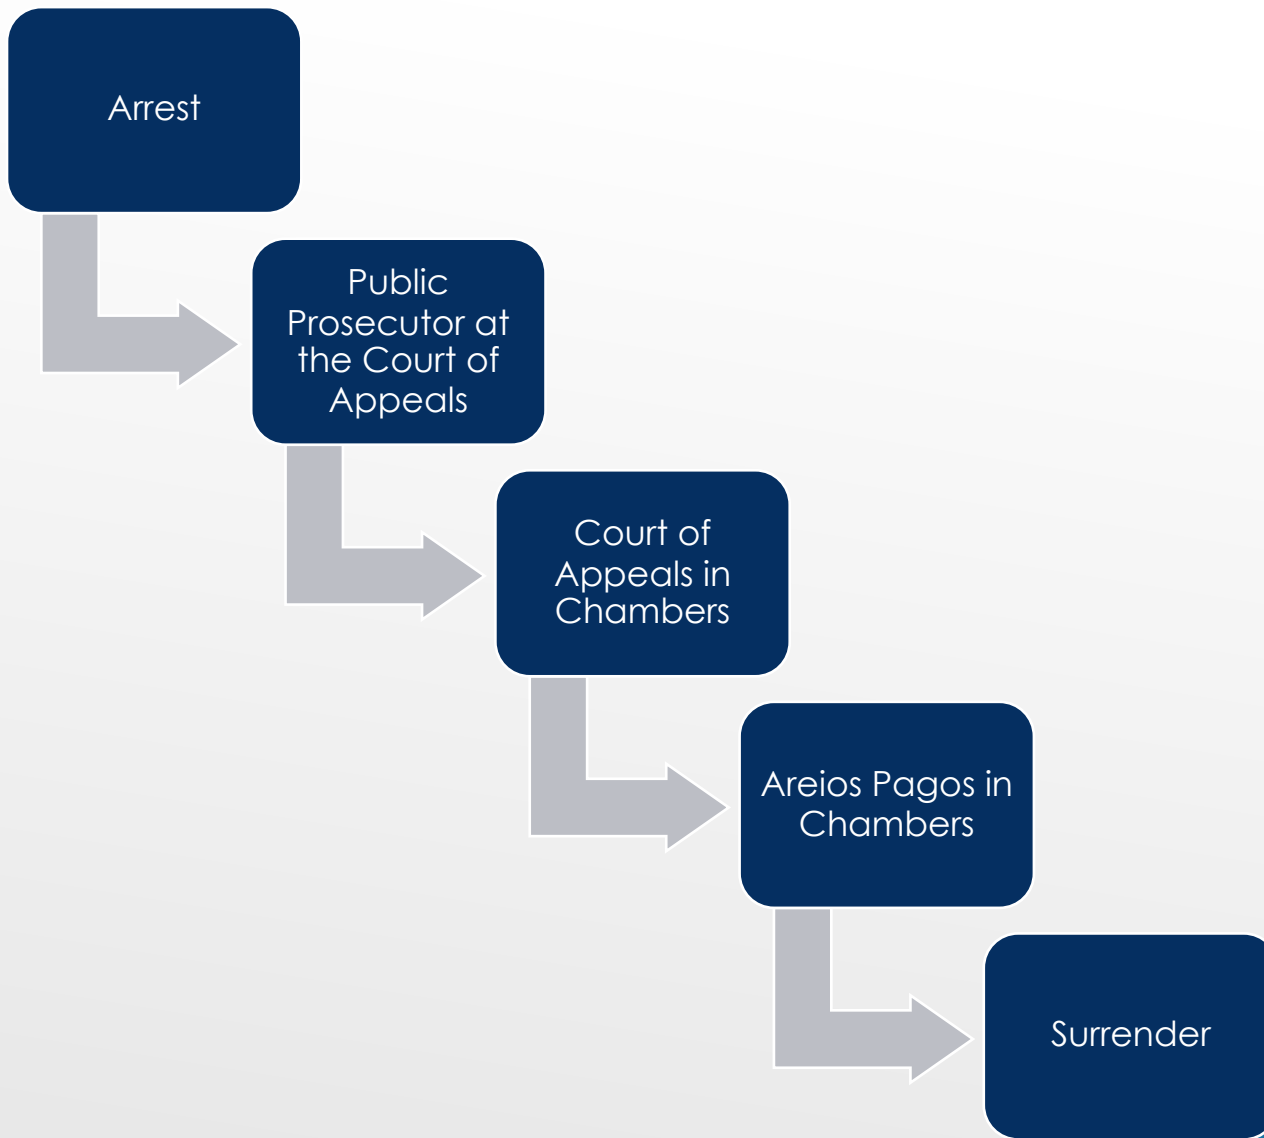 Arrest
Public
Prosecutor at
the Court of
Appeals
Court of
Appeals in
Chambers
Areios Pagos in
Chambers
Surrender